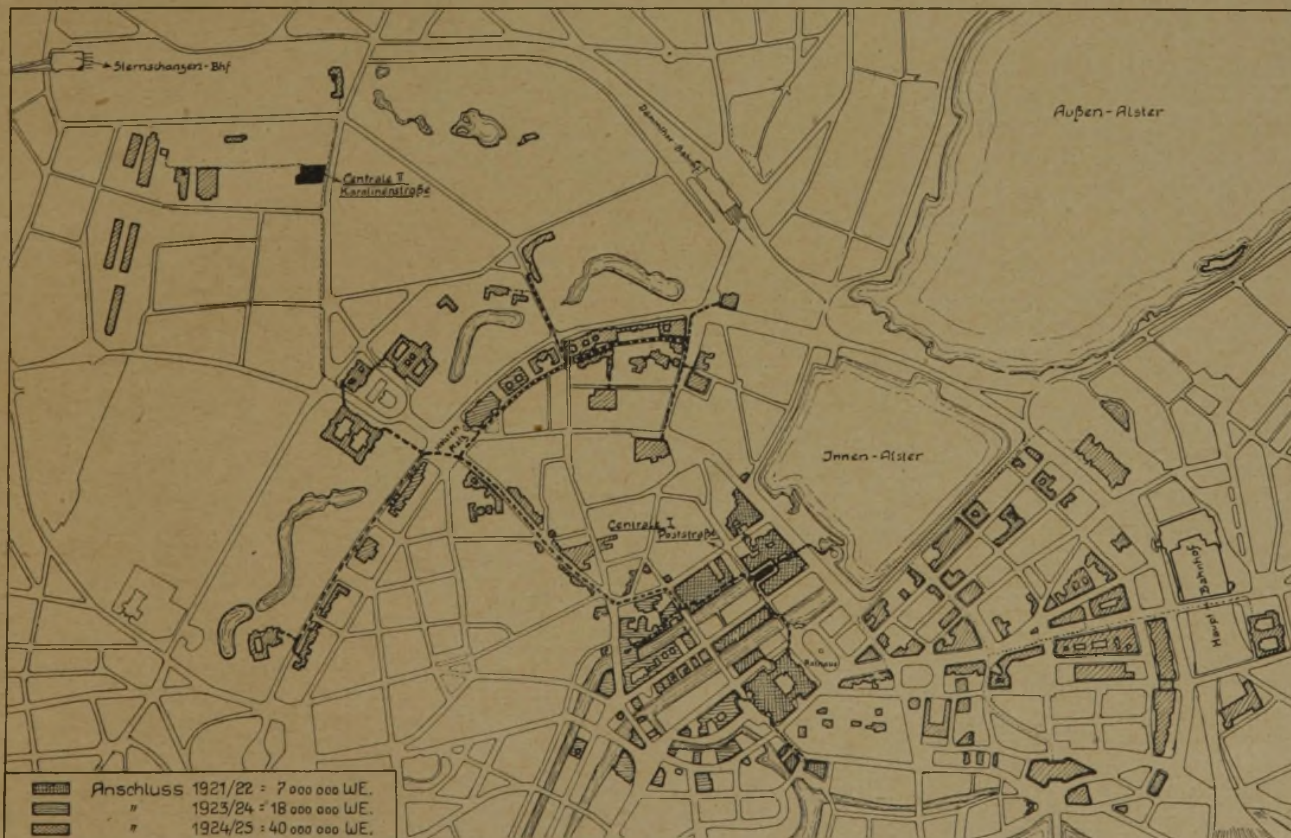 Sternschanzen-Bhf
Außen-Alster
Dammthor Bahnhof
Centrale II
Karolinenstraße
Innen-Alster
Centrale I
Poststraße
Haupt Bahnhof
Rathaus
Anschluss 1921/22 = 7 000 000 WE.
" 1923/24 = 18 000 000 WE.
" 1924/25 = 40 000 000 WE.